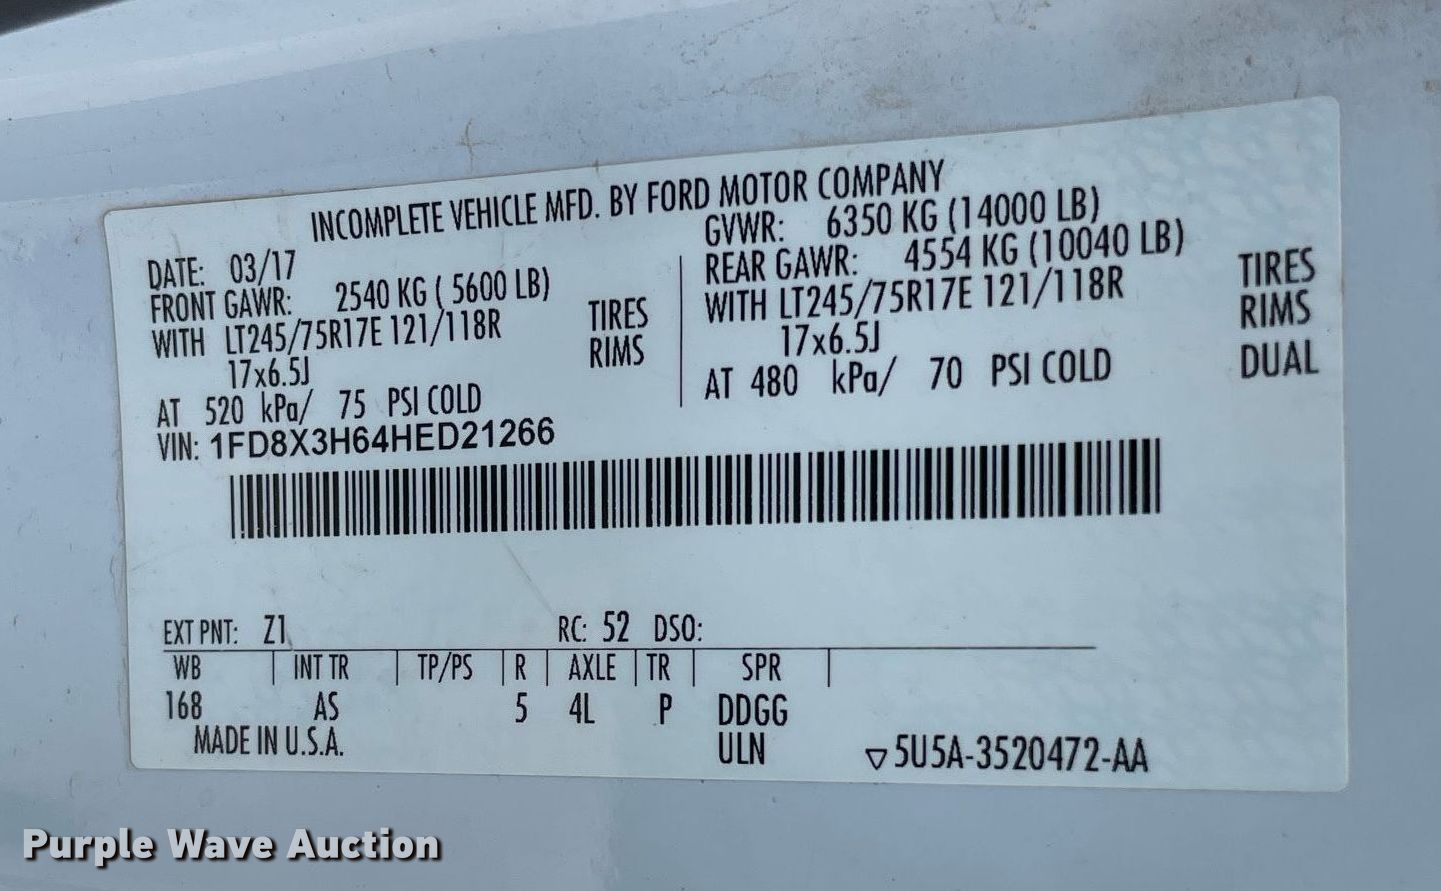 INCOMPLETE VEHICLE MFD. BY FORD MOTOR COMPANY
DATE: 03/17
GVWR: 6350 KG (14000 LB)
FRONT GAWR: 2540 KG ( 5600 LB)
REAR GAWR: 4554 KG (10040 LB)
WITH LT245/75R17E 121/118R TIRES
17x6.5J RIMS
AT 520 kPa/ 75 PSI COLD
WITH LT245/75R17E 121/118R TIRES
17x6.5J RIMS
AT 480 kPa/ 70 PSI COLD DUAL
VIN: 1FD8X3H64HED21266
EXT PNT: Z1 RC: 52 DSO:
WB INT TR TP/PS R AXLE TR SPR
168 AS 5 4L P DDGG
MADE IN U.S.A. ULN ▽5U5A-3520472-AA
Purple Wave Auction